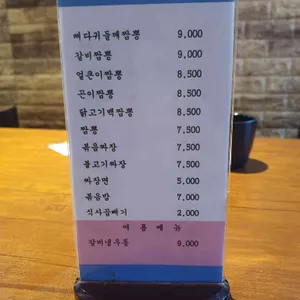 뼈다귀들깨짬뽕 9,000
갈비짬뽕 9,000
얼큰이짬뽕 8,500
곤이짬뽕 8,500
닭고기백짬뽕 8,500
짬뽕 7,500
볶음짜장 7,500
불고기짜장 7,500
짜장면 5,000
볶음밥 7,000
식사곱빼기 2,000
여름메뉴
갈비냉우동 9,000